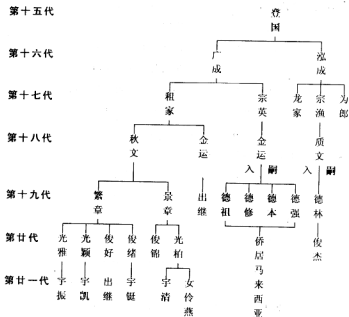 第十五代 登国
第十六代 广成 泓成
第十七代 祖家 宗英 龙家 宗渔 为郎
第十八代 秋文 金运 金运 质文
入嗣 入嗣
第十九代 繁章 景章 出继 德祖 德修 德本 德强 德林
第廿代 光雅 光颖 俊好 俊绪 俊锦 光柏 侨居马来西亚 俊杰
第廿一代 宇振 宇凯 出继 宇铤 宇清 女伶燕